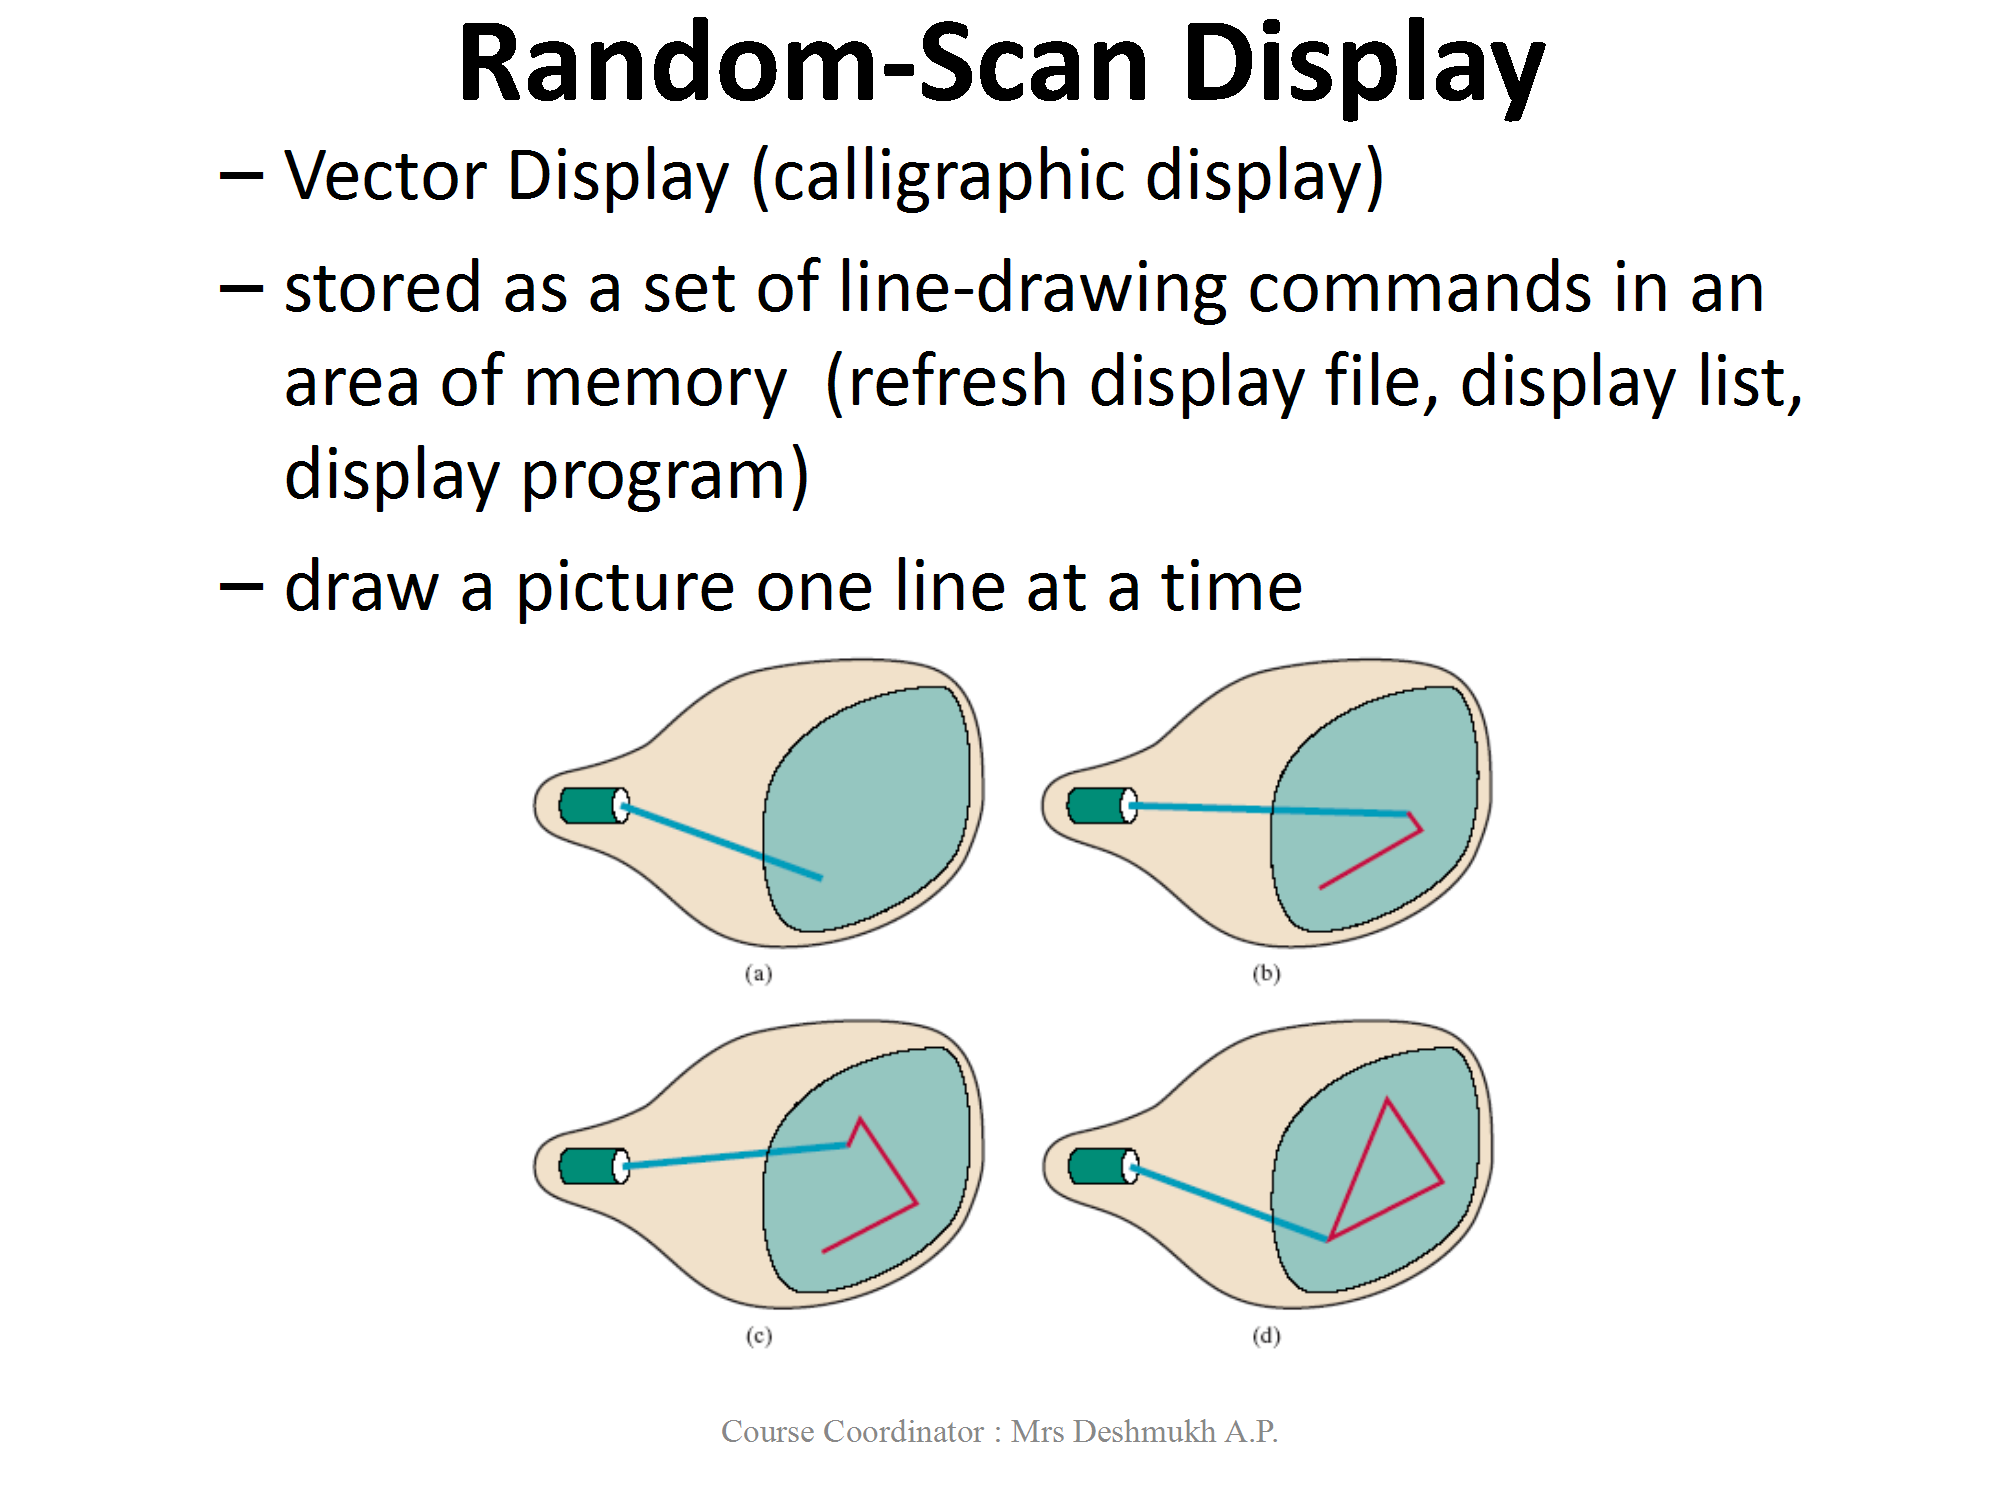 Random-Scan Display
– Vector Display (calligraphic display)
– stored as a set of line-drawing commands in an
area of memory  (refresh display file, display list,
display program)
– draw a picture one line at a time
(a)
(b)
(c)
(d)
Course Coordinator : Mrs Deshmukh A.P.